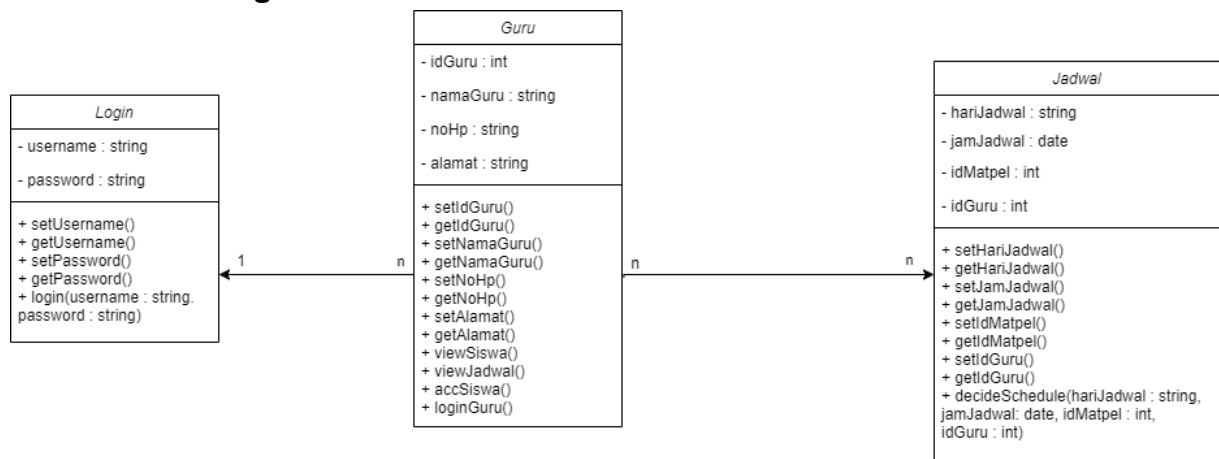 Guru
- idGuru : int
- namaGuru : string
- noHp : string
- alamat : string
+ setIdGuru()
+ getIdGuru()
+ setNamaGuru()
+ getNamaGuru()
+ setNoHp()
+ getNoHp()
+ setAlamat()
+ getAlamat()
+ viewSiswa()
+ viewJadwal()
+ accSiswa()
+ loginGuru()
Login
- username : string
- password : string
+ setUsername()
+ getUsername()
+ setPassword()
+ getPassword()
+ login(username : string.
password : string)
1
n
n
n
Jadwal
- hariJadwal : string
- jamJadwal : date
- idMatpel : int
- idGuru : int
+ setHariJadwal()
+ getHariJadwal()
+ setJamJadwal()
+ getJamJadwal()
+ setIdMatpel()
+ getIdMatpel()
+ setIdGuru()
+ getIdGuru()
+ decideSchedule(hariJadwal : string,
jamJadwal: date, idMatpel : int,
idGuru : int)